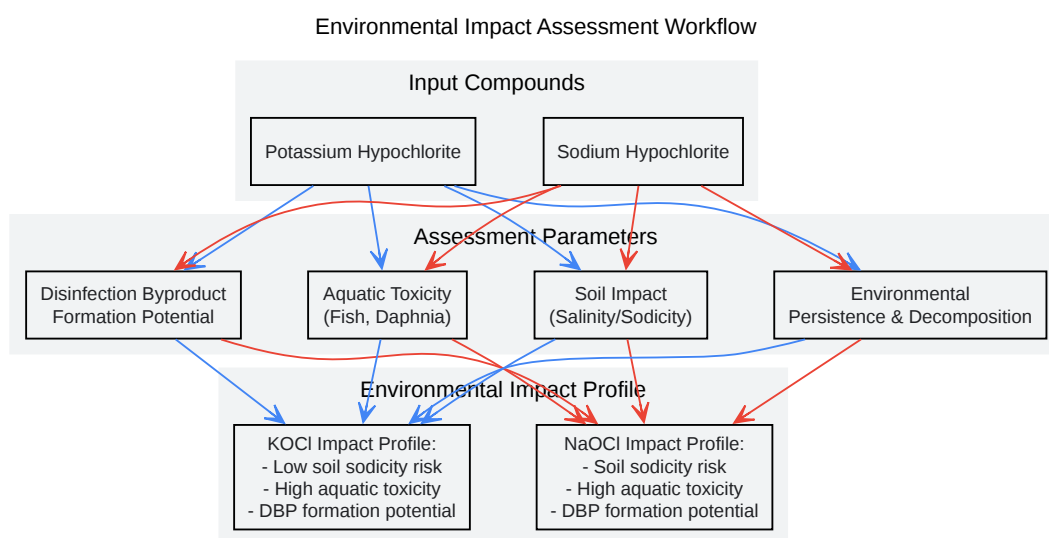 Environmental Impact Assessment Workflow
Input Compounds
Potassium Hypochlorite
Sodium Hypochlorite
Assessment Parameters
Disinfection Byproduct
Formation Potential
Aquatic Toxicity
(Fish, Daphnia)
Soil Impact
(Salinity/Sodicity)
Environmental
Persistence & Decomposition
Environmental Impact Profile
KOCl Impact Profile:
- Low soil sodicity risk
- High aquatic toxicity
- DBP formation potential
NaOCl Impact Profile:
- Soil sodicity risk
- High aquatic toxicity
- DBP formation potential